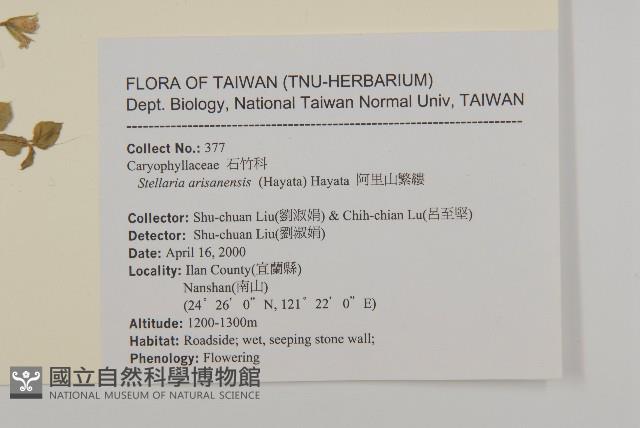 FLORA OF TAIWAN (TNU-HERBARIUM)
Dept. Biology, National Taiwan Normal Univ, TAIWAN
----------------------------------------------------------------------------------------
Collect No.: 377
Caryophyllaceae 石竹科
Stellaria arisanensis (Hayata) Hayata 阿里山繁縷
Collector: Shu-chuan Liu(劉淑娟) & Chih-chian Lu(呂至堅)
Detector: Shu-chuan Liu(劉淑娟)
Date: April 16, 2000
Locality: Ilan County(宜蘭縣)
Nanshan(南山)
(24° 26' 0" N, 121° 22' 0" E)
Altitude: 1200-1300m
Habitat: Roadside; wet, seeping stone wall;
Phenology: Flowering
國立自然科學博物館
NATIONAL MUSEUM OF NATURAL SCIENCE